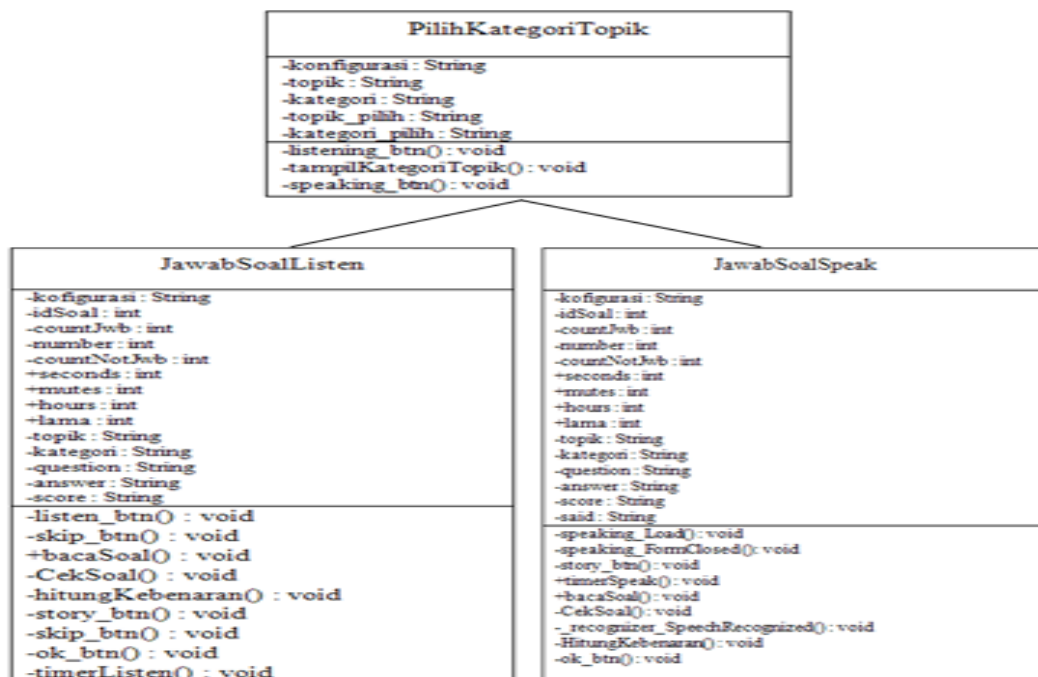 PilihKategoriTopik
-konfigurasi : String
-topik : String
-kategori : String
-topik_pilih : String
-kategori_pilih : String
-listening_btn() : void
-tampilKategoriTopik() : void
-speaking_btn() : void
JawabSoalListen
-kofigurasi : String
-idSoal : int
-countJwb : int
-number : int
-countNotJwb : int
+seconds : int
+mutes : int
+hours : int
+lama : int
-topik : String
-kategori : String
-question : String
-answer : String
-score : String
-listen_btn() : void
-skip_btn() : void
+bacaSoal() : void
-CekSoal() : void
-hitungKebenaran() : void
-story_btn() : void
-skip_btn() : void
-ok_btn() : void
-timerListen() : void
JawabSoalSpeak
-kofigurasi : String
-idSoal : int
-countJwb : int
-number : int
-countNotJwb : int
+seconds : int
+mutes : int
+hours : int
+lama : int
-topik : String
-kategori : String
-question : String
-answer : String
-score : String
-said : String
-speaking_Load() : void
-speaking_FormClosed(): void
-story_btn() : void
+timerSpeak() : void
+bacaSoal() : void
-CekSoal() : void
-_recognizer_SpeechRecognized() : void
-HitungKebenaran() : void
-ok_btn() : void